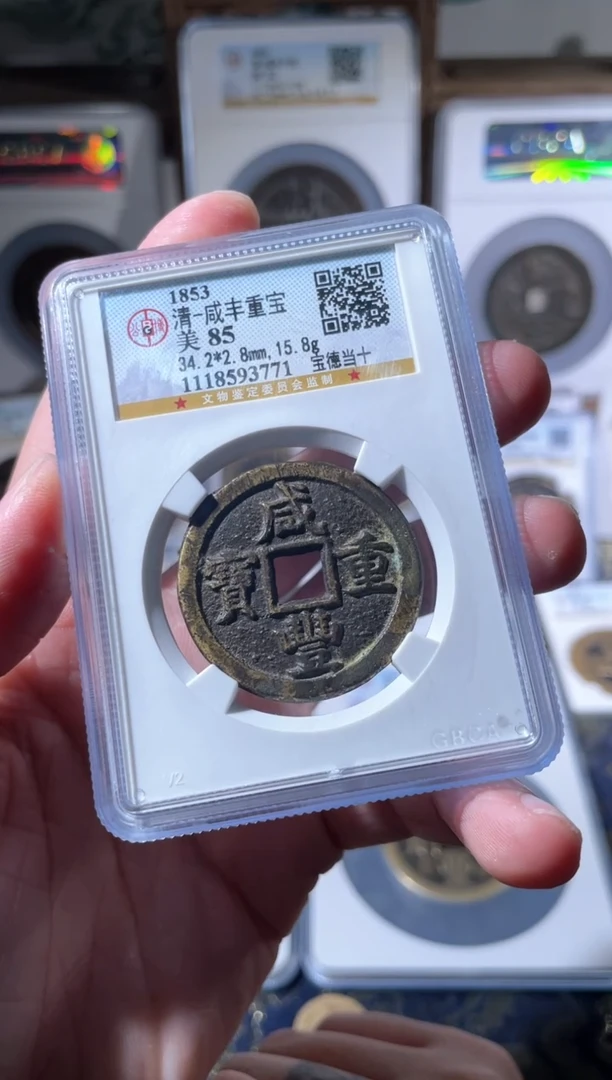 1853
清-咸丰重宝
美 85
34.2*2.8mm,15.8g
1118593771 宝德当十
★ 文物鉴定委员会监制 ★
咸
寶 重
豐
GBCA